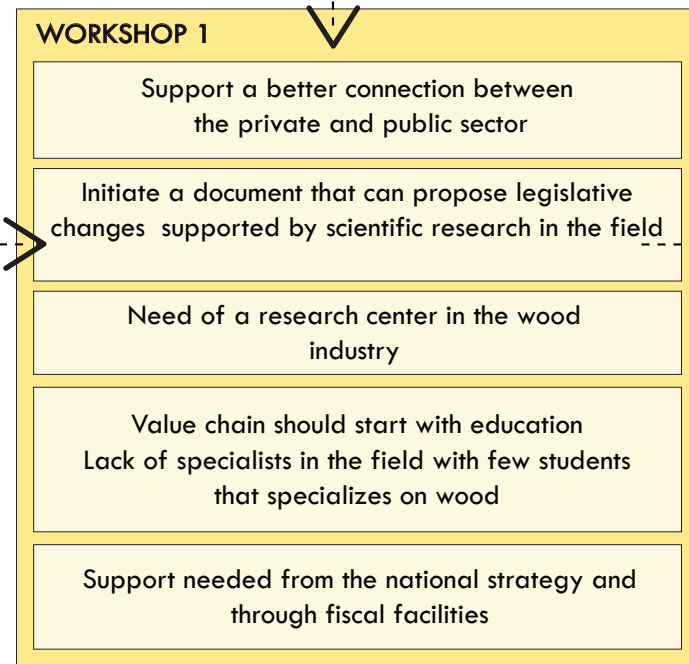 WORKSHOP 1
Support a better connection between
the private and public sector
Initiate a document that can propose legislative
changes supported by scientific research in the field
Need of a research center in the wood
industry
Value chain should start with education
Lack of specialists in the field with few students
that specializes on wood
Support needed from the national strategy and
through fiscal facilities